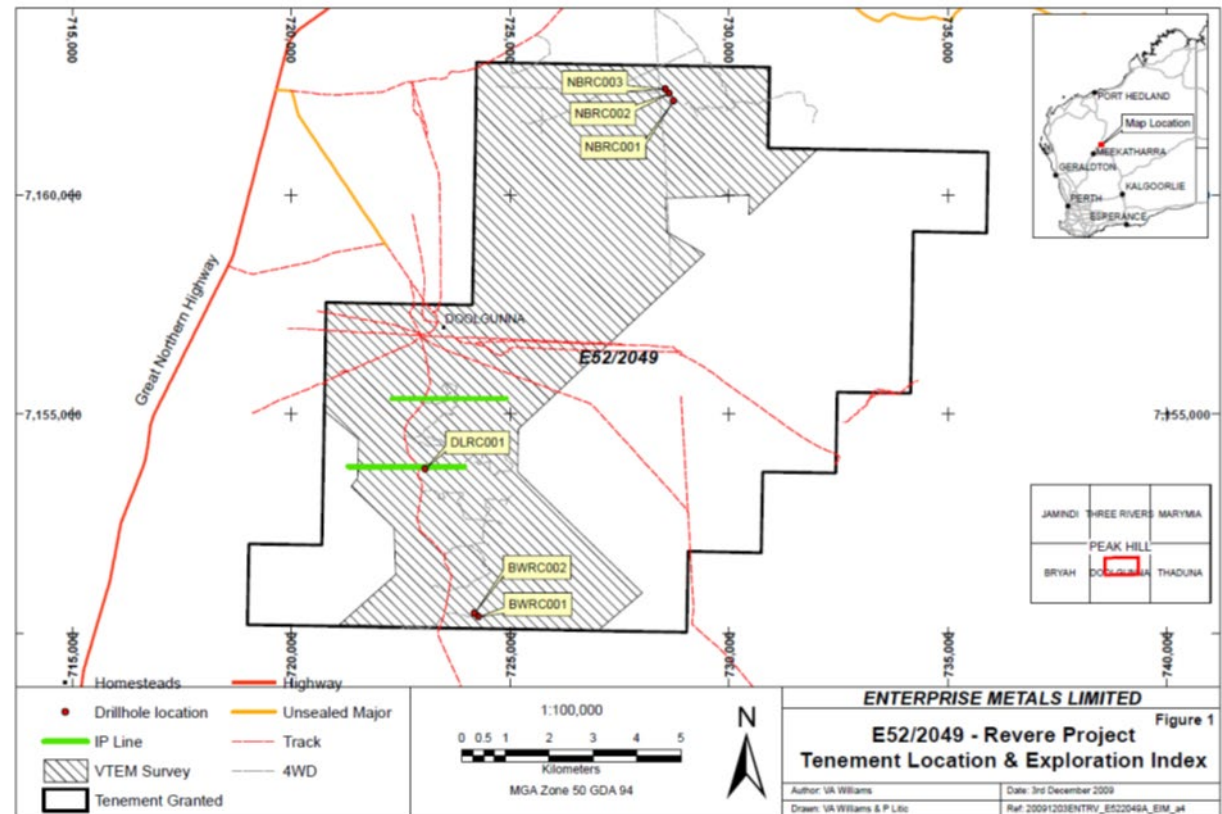 715,000
720,000
725,000
730,000
735,000
NBRC003
NBRC002
NBRC001
PORT HEDLAND
Map Location
MEEKATHARRA
GERALDTON
KALGOORLIE
PERTH
ESPERANCE
7,160,000
Great Northern Highway
DOOLGUNNA
E52/2049
7,155,000
7,155,000
DLRC001
JAMINDI THREE RIVERS MARYMIA
PEAK HILL
BRYAH DOOLGUNNA THADUNA
BWRC002
BWRC001
715,000
720,000
725,000
730,000
735,000
740,000
Homesteads
Highway
Drillhole location
Unsealed Major
IP Line
Track
VTEM Survey
4WD
Tenement Granted
1:100,000
0 0.5 1 2 3 4 5
Kilometers
MGA Zone 50 GDA 94
N
ENTERPRISE METALS LIMITED
Figure 1
E52/2049 - Revere Project
Tenement Location & Exploration Index
Author: VA Williams
Date: 3rd December 2009
Drawn: VA Williams & P Litic
Ref: 20091203ENTRV_E522049A_EIM_a4